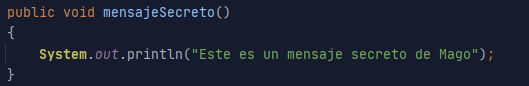 public void mensajeSecreto()
{
    System.out.println("Este es un mensaje secreto de Mago");
}